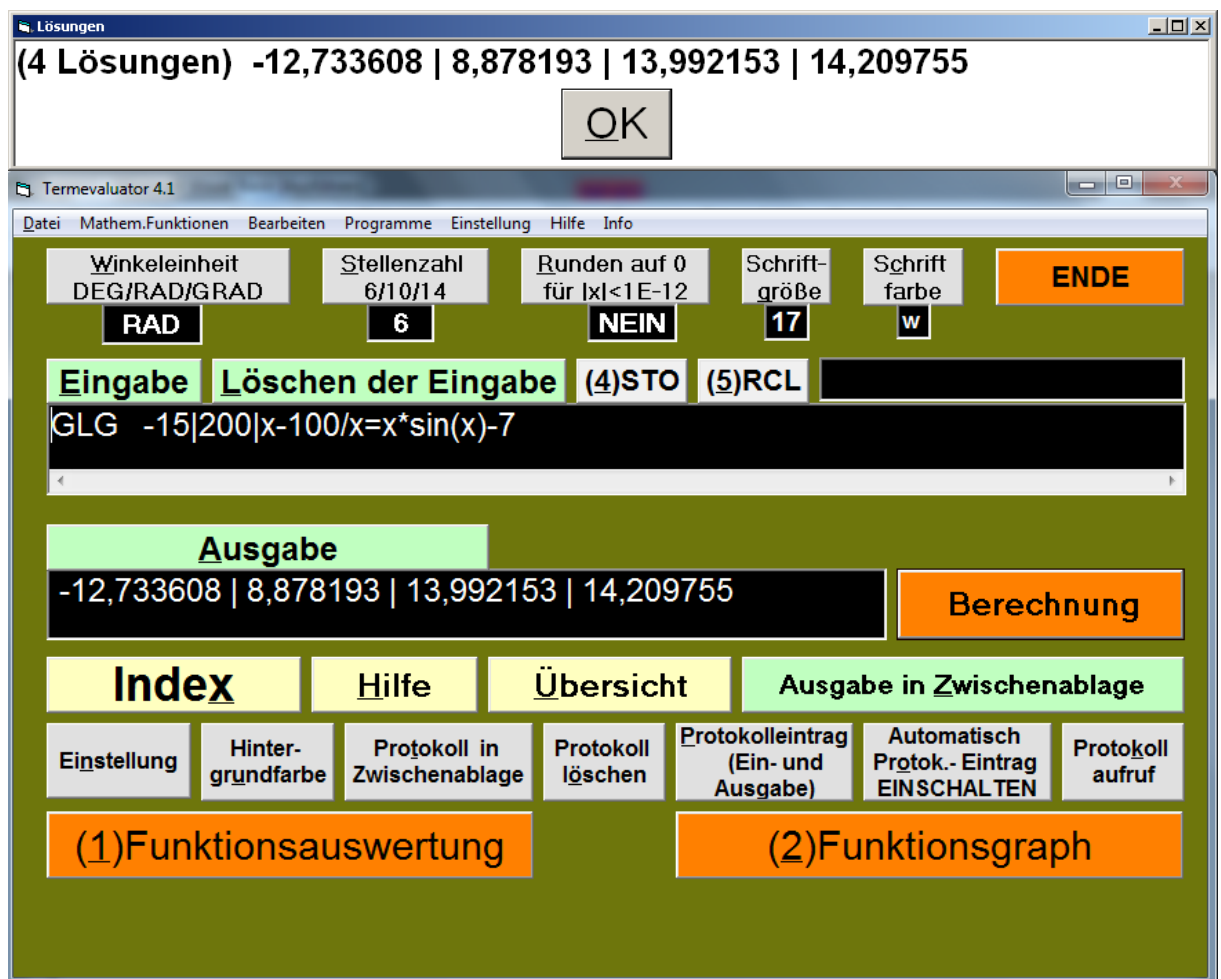 Lösungen
(4 Lösungen) -12,733608 | 8,878193 | 13,992153 | 14,209755
OK
Termevaluator 4.1
Datei Mathem.Funktionen Bearbeiten Programme Einstellung Hilfe Info
Winkeleinheit
DEG/RAD/GRAD
RAD
Stellenzahl
6/10/14
6
Runden auf 0
für |x|<1E-12
NEIN
Schrift-
größe
17
Schrift
farbe
w
ENDE
Eingabe
Löschen der Eingabe
(4)STO
(5)RCL
GLG -15|200|x-100/x=x*sin(x)-7
Ausgabe
-12,733608 | 8,878193 | 13,992153 | 14,209755
Berechnung
Index
Hilfe
Übersicht
Ausgabe in Zwischenablage
Einstellung
Hinter-
grundfarbe
Protokoll in
Zwischenablage
Protokoll
löschen
Protokolleintrag
(Ein- und
Ausgabe)
Automatisch
Protok.- Eintrag
EINSCHALTEN
Protokoll
aufruf
(1)Funktionsauswertung
(2)Funktionsgraph